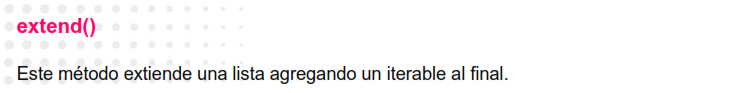 extend()
Este método extiende una lista agregando un iterable al final.